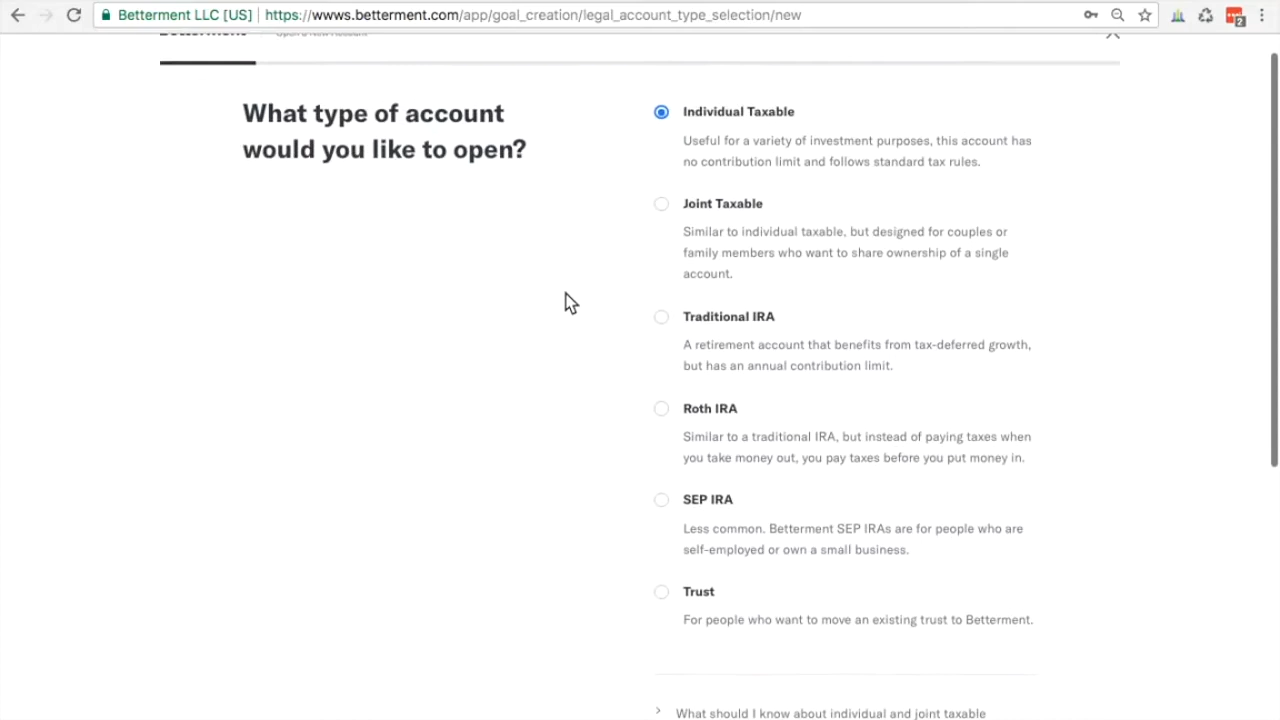 Betterment LLC [US] https://wwws.betterment.com/app/goal_creation/legal_account_type_selection/new
2
Betterment Open a New Account
What type of account
would you like to open?
Individual Taxable
Useful for a variety of investment purposes, this account has
no contribution limit and follows standard tax rules.
Joint Taxable
Similar to individual taxable, but designed for couples or
family members who want to share ownership of a single
account.
Traditional IRA
A retirement account that benefits from tax-deferred growth,
but has an annual contribution limit.
Roth IRA
Similar to a traditional IRA, but instead of paying taxes when
you take money out, you pay taxes before you put money in.
SEP IRA
Less common. Betterment SEP IRAs are for people who are
self-employed or own a small business.
Trust
For people who want to move an existing trust to Betterment.
What should I know about individual and joint taxable